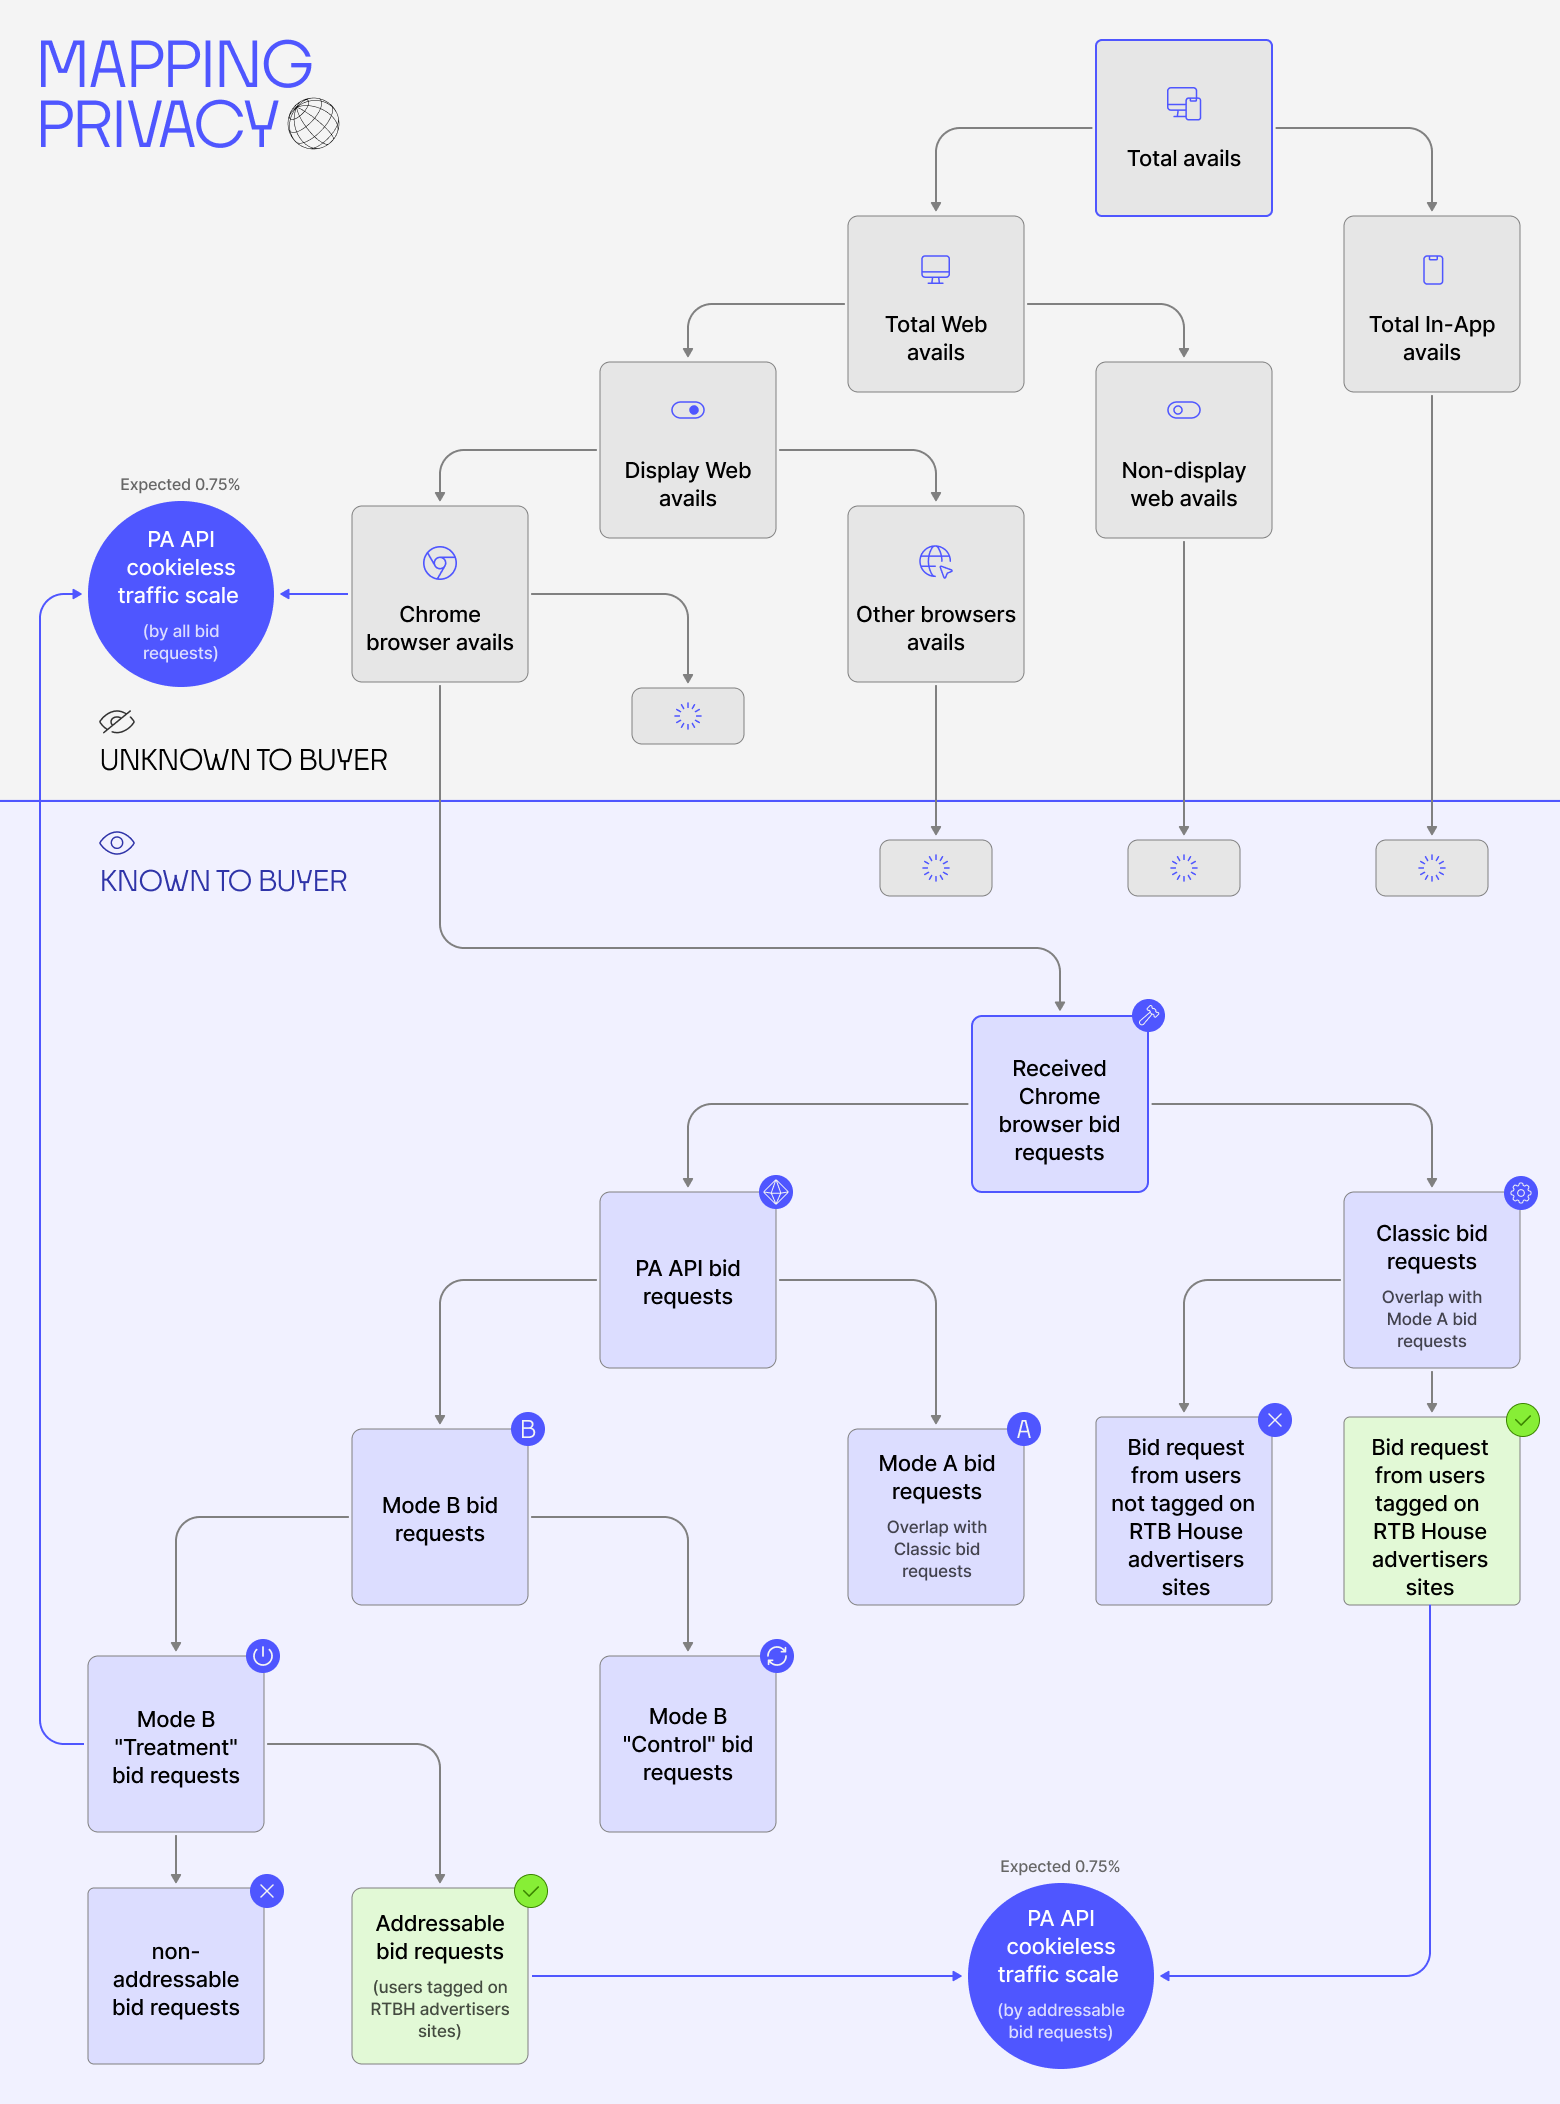 MAPPING
PRIVACY
Total avails
Total Web
avails
Total In-App
avails
Display Web
avails
Non-display
web avails
Expected 0.75%
PA API
cookieless
traffic scale
(by all bid
requests)
Chrome
browser avails
Other browsers
avails
UNKNOWN TO BUYER
KNOWN TO BUYER
Received
Chrome
browser bid
requests
PA API bid
requests
Classic bid
requests
Overlap with
Mode A bid
requests
B
Mode B bid
requests
A
Mode A bid
requests
Overlap with
Classic bid
requests
Bid request
from users
not tagged on
RTB House
advertisers
sites
Bid request
from users
tagged on
RTB House
advertisers
sites
Mode B
"Treatment"
bid requests
Mode B
"Control" bid
requests
non-
addressable
bid requests
Addressable
bid requests
(users tagged on
RTBH advertisers
sites)
Expected 0.75%
PA API
cookieless
traffic scale
(by addressable
bid requests)